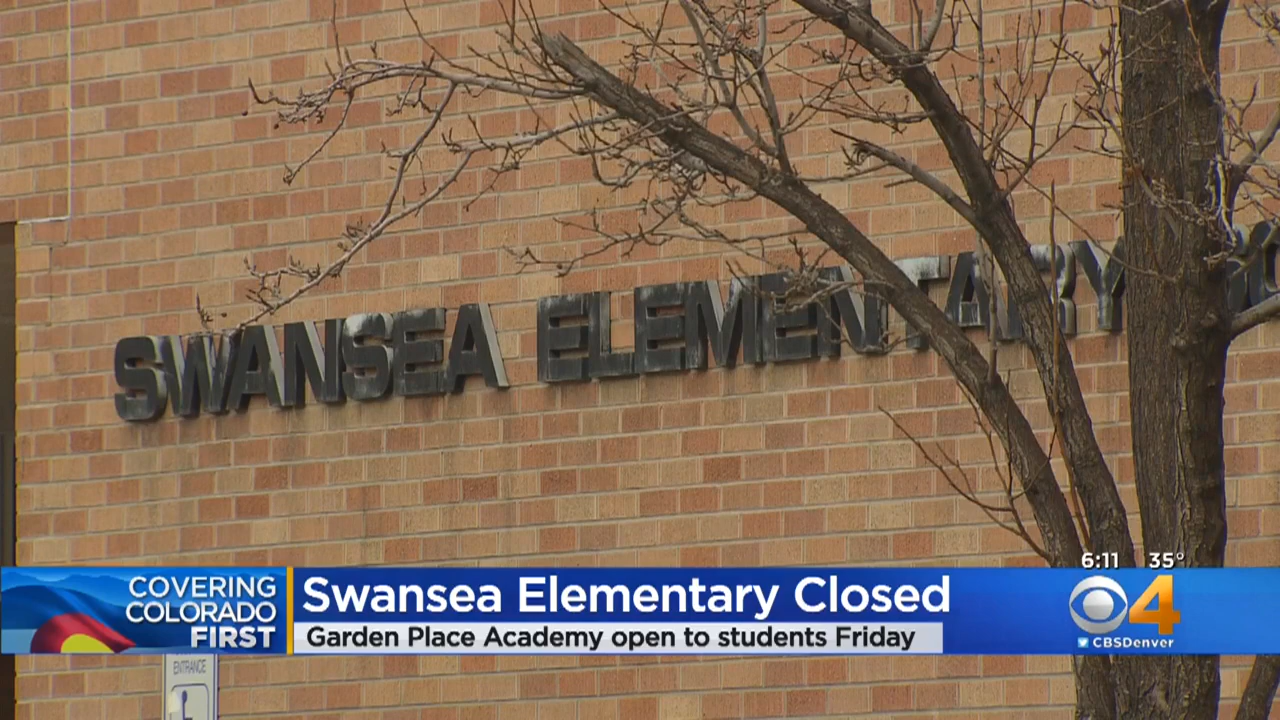 SWANSEA ELEMENTARY
6:11 35°
COVERING
COLORADO
FIRST
Swansea Elementary Closed
Garden Place Academy open to students Friday
4
CBSDenver
ENTRANCE